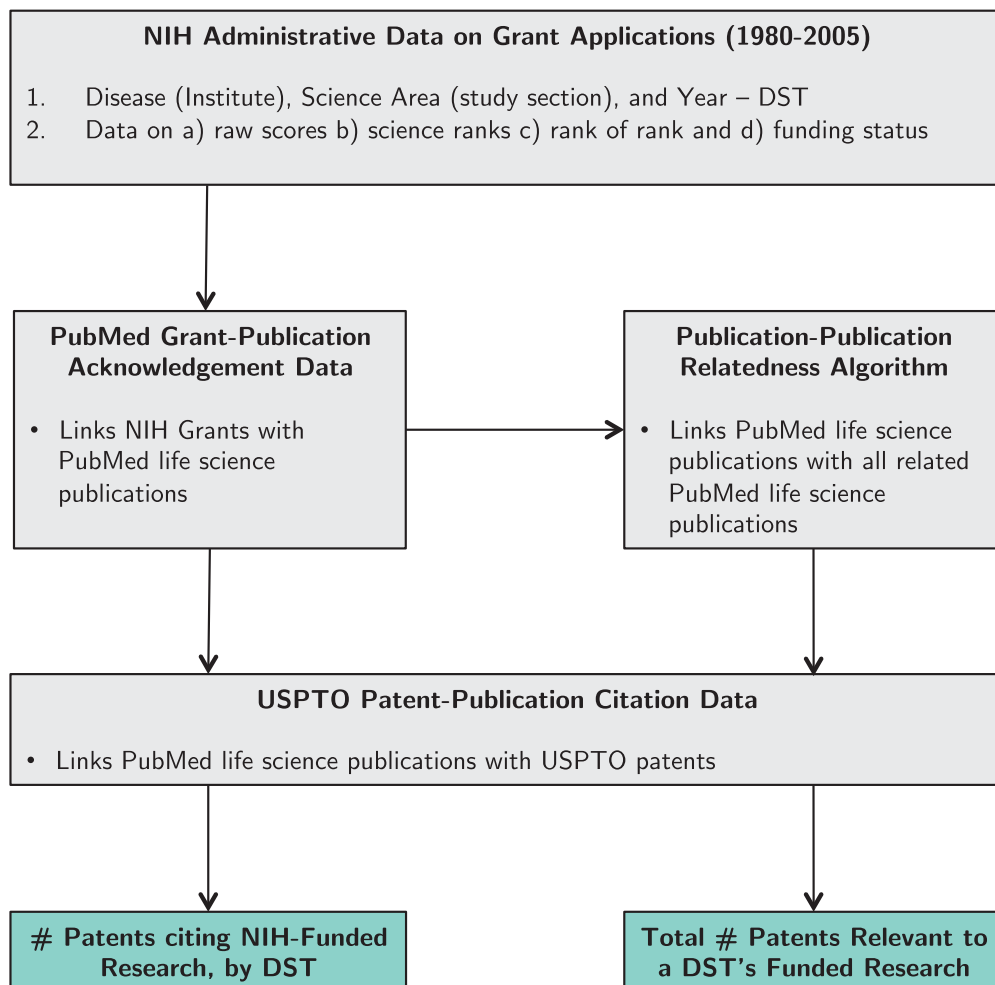 NIH Administrative Data on Grant Applications (1980-2005)
1. Disease (Institute), Science Area (study section), and Year – DST
2. Data on a) raw scores b) science ranks c) rank of rank and d) funding status
PubMed Grant-Publication
Acknowledgement Data
• Links NIH Grants with
PubMed life science
publications
Publication-Publication
Relatedness Algorithm
• Links PubMed life science
publications with all related
PubMed life science
publications
USPTO Patent-Publication Citation Data
• Links PubMed life science publications with USPTO patents
# Patents citing NIH-Funded
Research, by DST
Total # Patents Relevant to
a DST's Funded Research